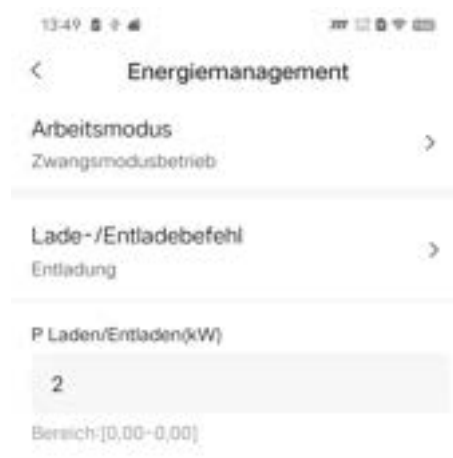 13:49
Energiemanagement
Arbeitsmodus
Zwangsmodusbetrieb
Lade-/Entladebefehl
Entladung
P Laden/Entladen(kW)
2
Bereich:[0,00~0,00]